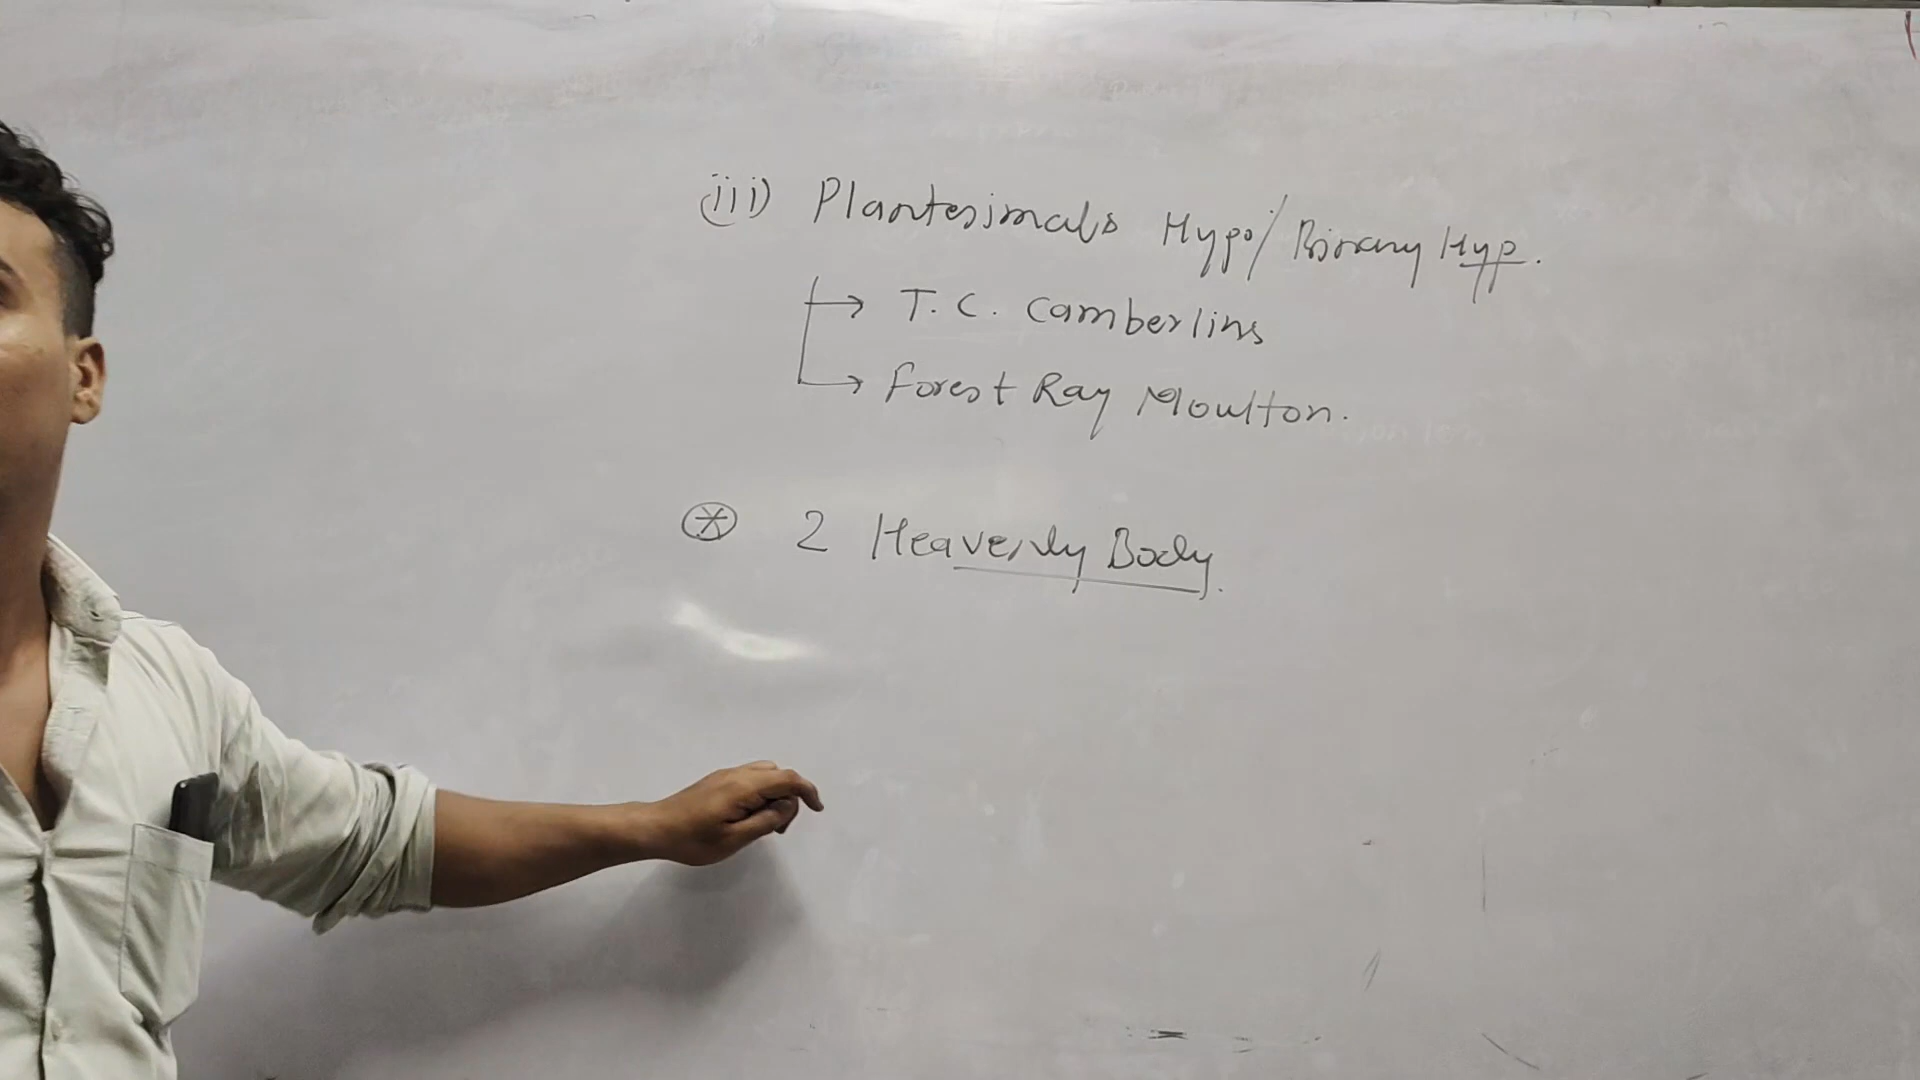 (iii) Plantesimals Hypo/Binary Hyp.
→ T.C. Camberlins
→ Forest Ray Moulton.
* 2 Heavenly Body.